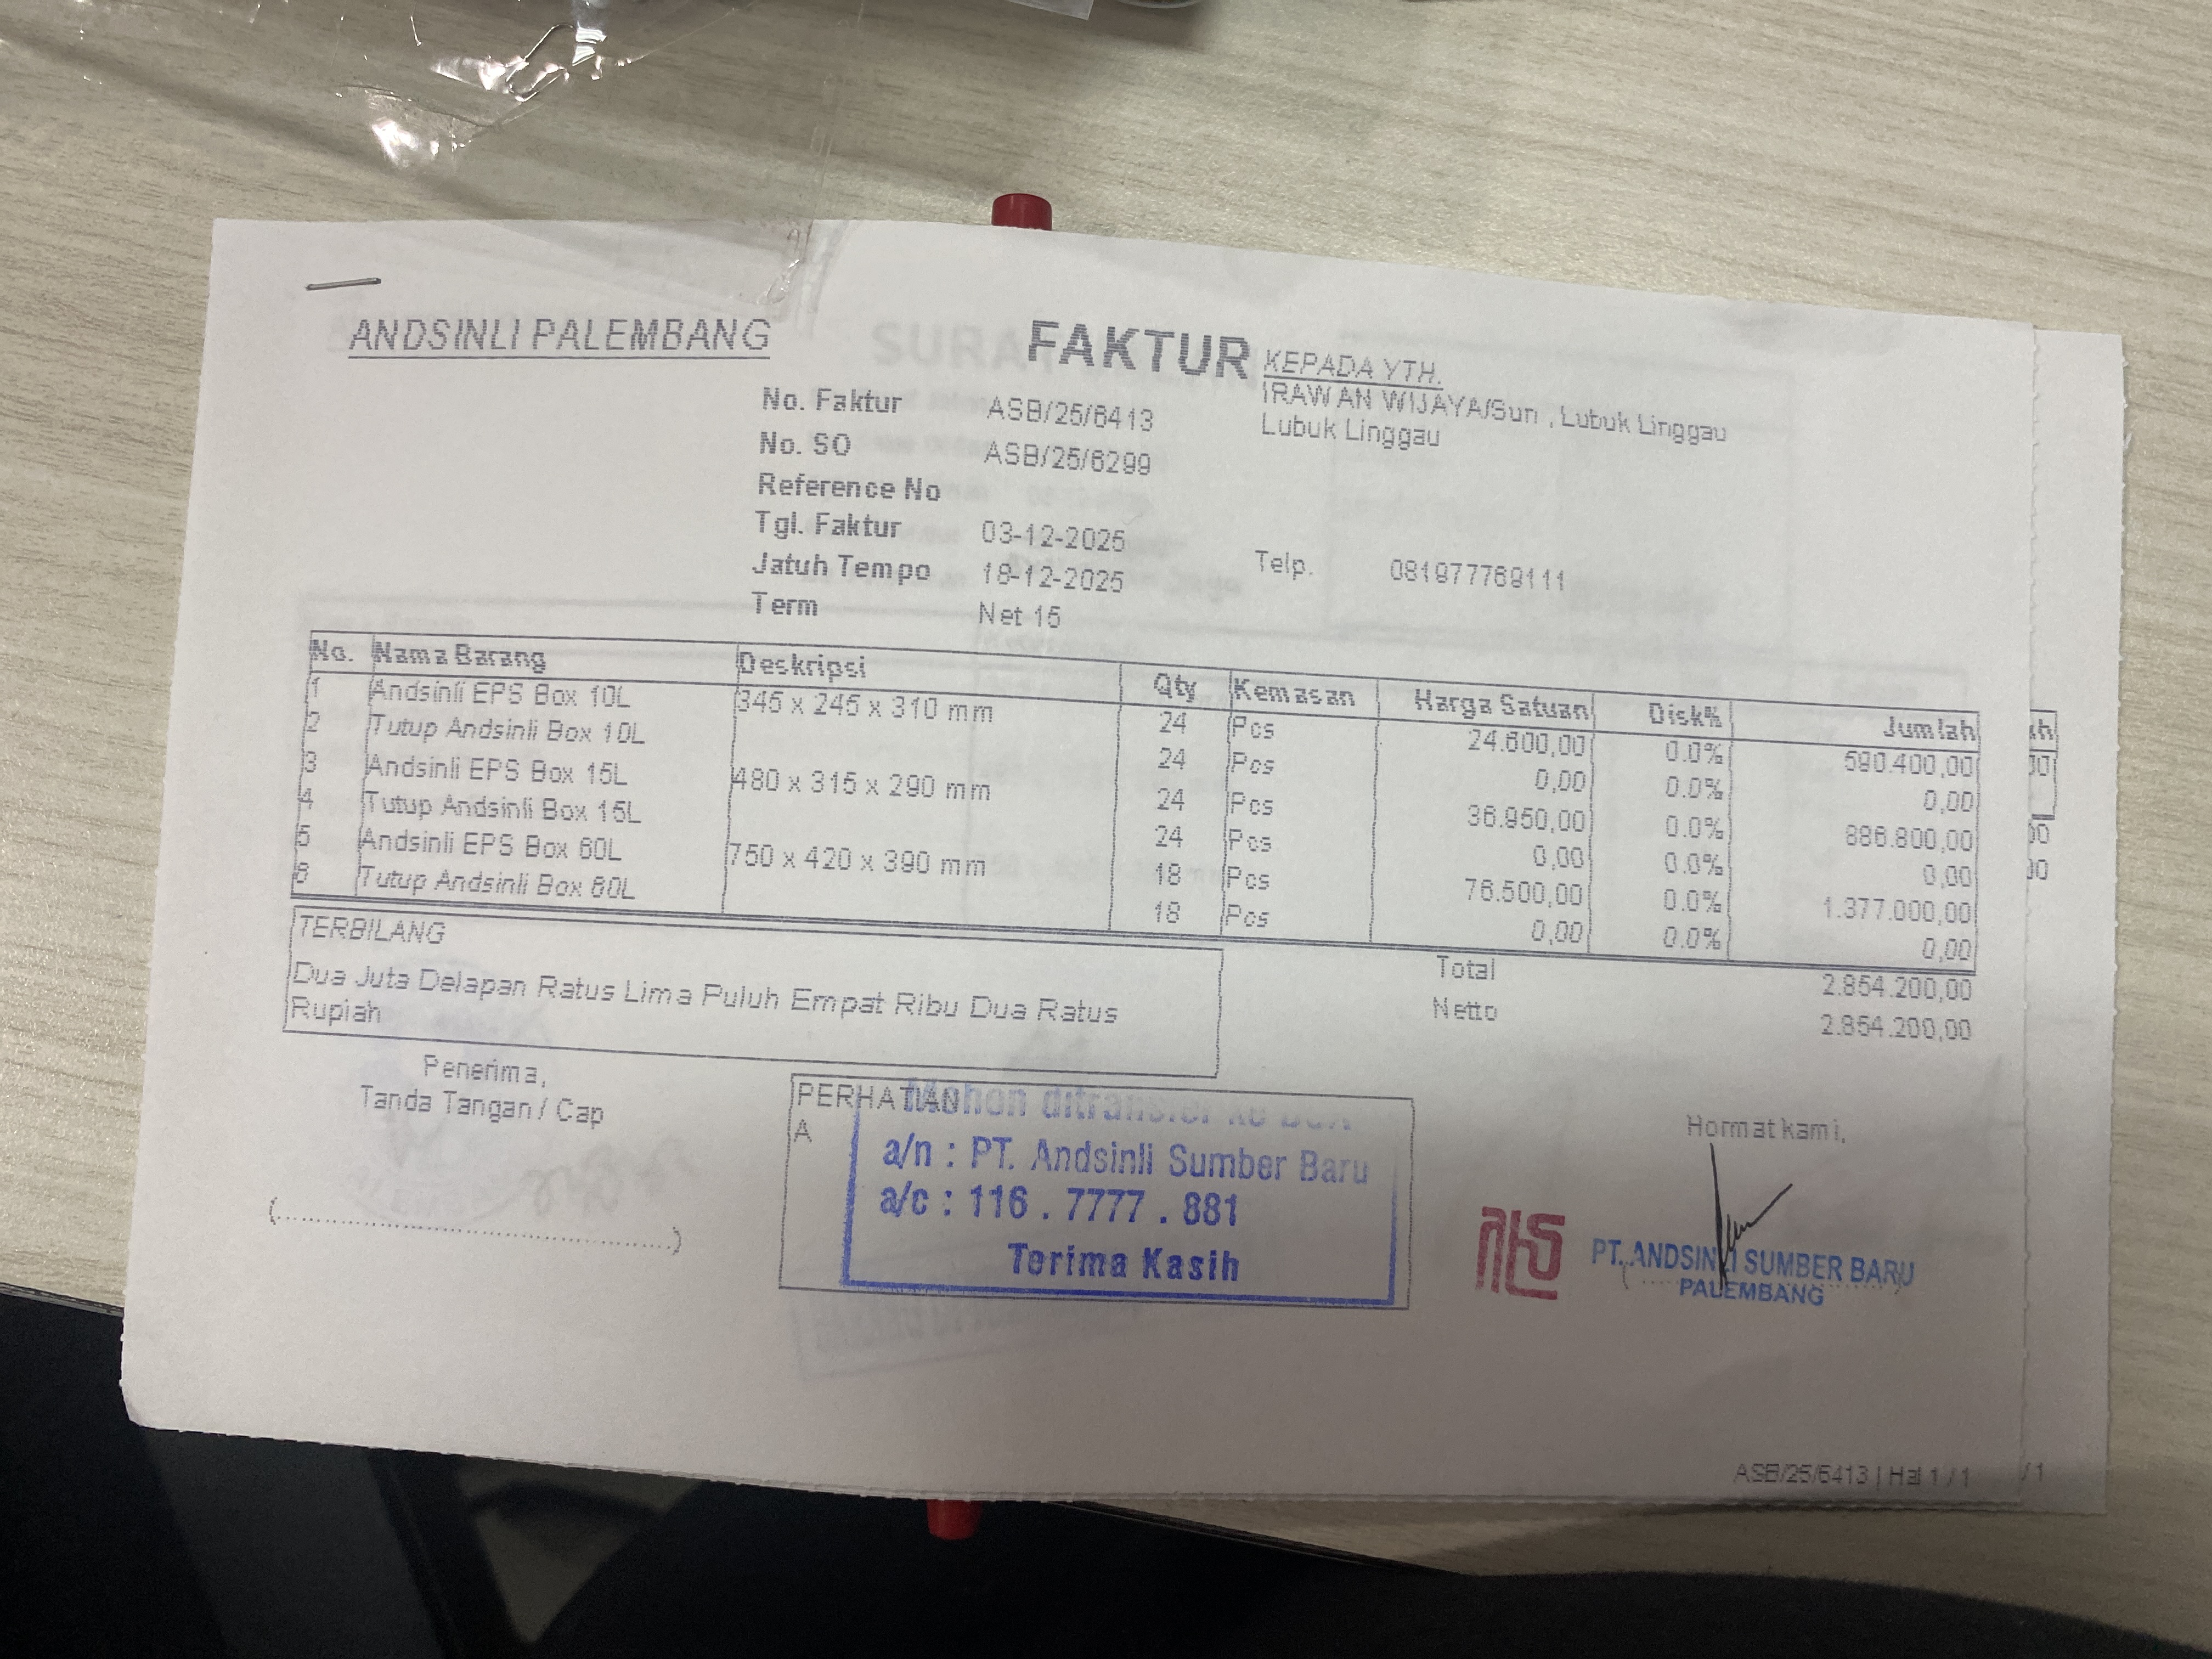 ANDSINLI PALEMBANG
FAKTUR
KEPADA YTH.
IRAWAN WIJAYA/Sun , Lubuk Linggau
Lubuk Linggau
No. Faktur ASB/25/6413
No. SO ASB/25/6299
Reference No
Tgl. Faktur 03-12-2025
Jatuh Tempo 18-12-2025
Term Net 15
Telp. 081977769111
No. Nama Barang Deskripsi Qty Kemasan Harga Satuan Disk% Jumlah
1 Andsinli EPS Box 10L 345 x 245 x 310 mm 24 Pcs 24.600,00 0.0% 590.400,00
2 Tutup Andsinli Box 10L 24 Pcs 0,00 0.0% 0,00
3 Andsinli EPS Box 15L 480 x 315 x 290 mm 24 Pcs 36.950,00 0.0% 886.800,00
4 Tutup Andsinli Box 15L 24 Pcs 0,00 0.0% 0,00
5 Andsinli EPS Box 60L 750 x 420 x 390 mm 18 Pcs 76.500,00 0.0% 1.377.000,00
6 Tutup Andsinli Box 60L 18 Pcs 0,00 0.0% 0,00
TERBILANG
Dua Juta Delapan Ratus Lima Puluh Empat Ribu Dua Ratus
Rupiah
Total 2.854.200,00
Netto 2.854.200,00
Penerima,
Tanda Tangan / Cap
PERHATIAN
A
Mohon ditransfer ke BCA
a/n : PT. Andsinli Sumber Baru
a/c : 116 . 7777 . 881
Terima Kasih
Hormat kami,
PT. ANDSINLI SUMBER BARU
PALEMBANG
ASB/25/6413 | Hal 1 / 1
/ 1